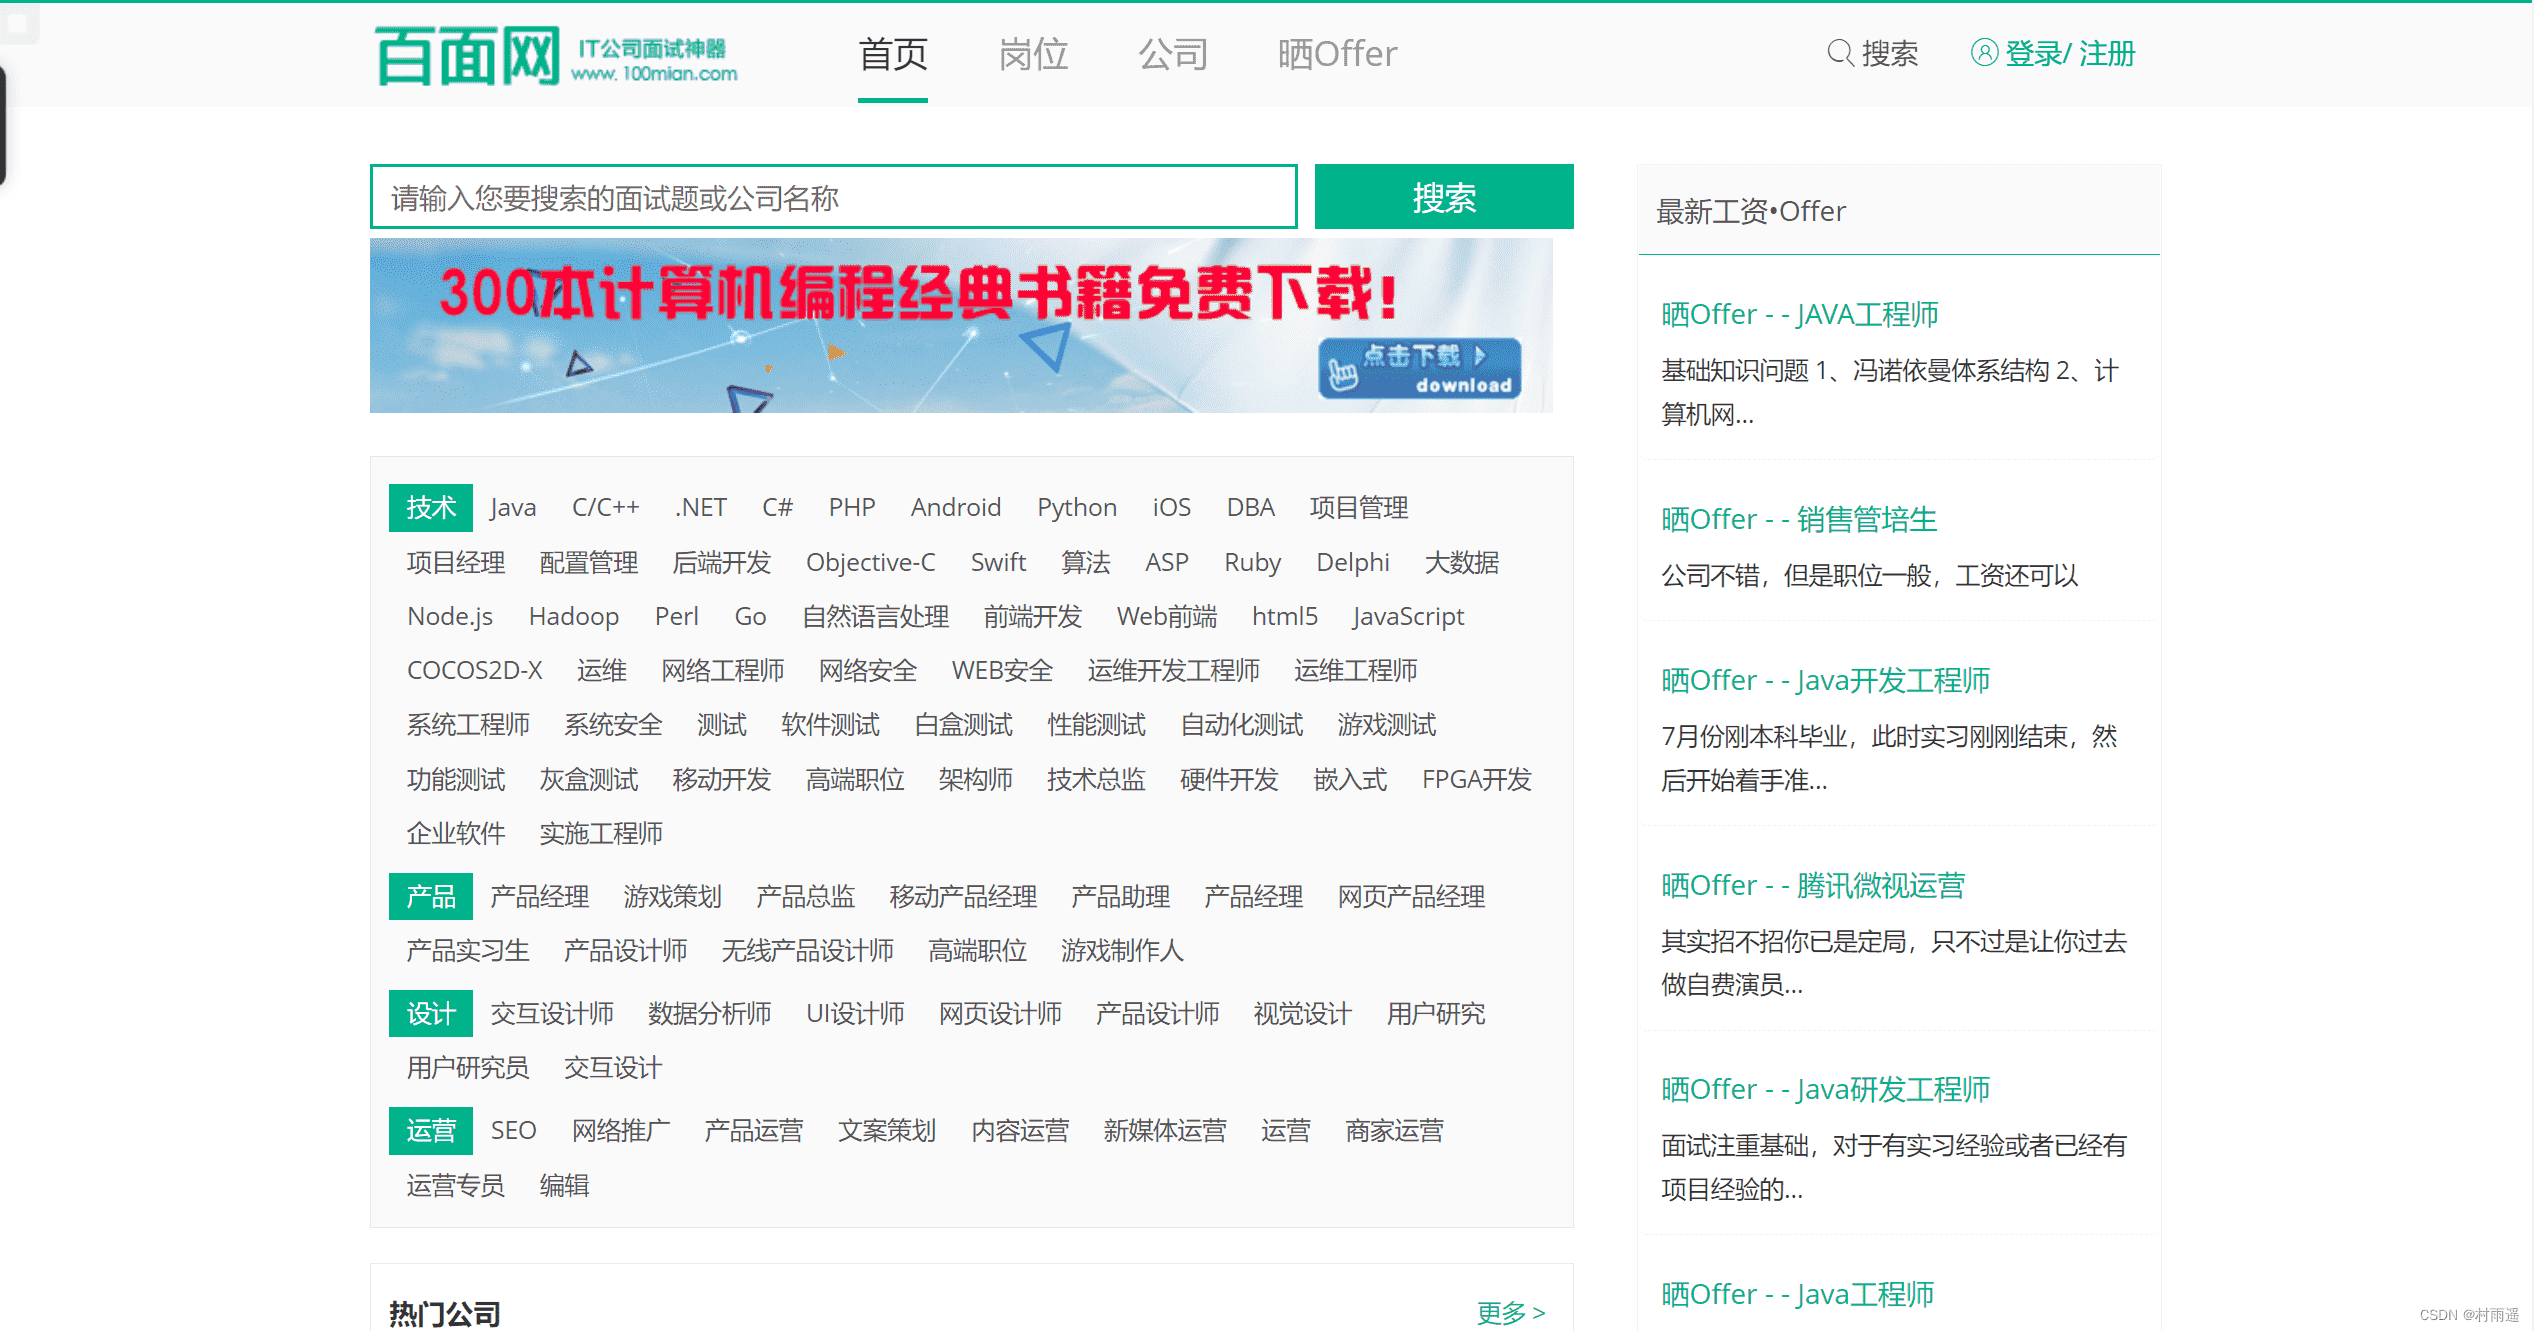 百面网 IT公司面试神器
www.100mian.com
首页 岗位 公司 晒Offer 搜索 登录/ 注册
请输入您要搜索的面试题或公司名称 搜索
300本计算机编程经典书籍免费下载!
点击下载
download
技术 Java C/C++ .NET C# PHP Android Python iOS DBA 项目管理
项目经理 配置管理 后端开发 Objective-C Swift 算法 ASP Ruby Delphi 大数据
Node.js Hadoop Perl Go 自然语言处理 前端开发 Web前端 html5 JavaScript
COCOS2D-X 运维 网络工程师 网络安全 WEB安全 运维开发工程师 运维工程师
系统工程师 系统安全 测试 软件测试 白盒测试 性能测试 自动化测试 游戏测试
功能测试 灰盒测试 移动开发 高端职位 架构师 技术总监 硬件开发 嵌入式 FPGA开发
企业软件 实施工程师
产品 产品经理 游戏策划 产品总监 移动产品经理 产品助理 产品经理 网页产品经理
产品实习生 产品设计师 无线产品设计师 高端职位 游戏制作人
设计 交互设计师 数据分析师 UI设计师 网页设计师 产品设计师 视觉设计 用户研究
用户研究员 交互设计
运营 SEO 网络推广 产品运营 文案策划 内容运营 新媒体运营 运营 商家运营
运营专员 编辑
热门公司 更多 >
最新工资•Offer
晒Offer - - JAVA工程师
基础知识问题 1、冯诺依曼体系结构 2、计
算机网...
晒Offer - - 销售管培生
公司不错，但是职位一般，工资还可以
晒Offer - - Java开发工程师
7月份刚本科毕业，此时实习刚刚结束，然
后开始着手准...
晒Offer - - 腾讯微视运营
其实招不招你已是定局，只不过是让你过去
做自费演员...
晒Offer - - Java研发工程师
面试注重基础，对于有实习经验或者已经有
项目经验的...
晒Offer - - Java工程师
CSDN @村雨遥